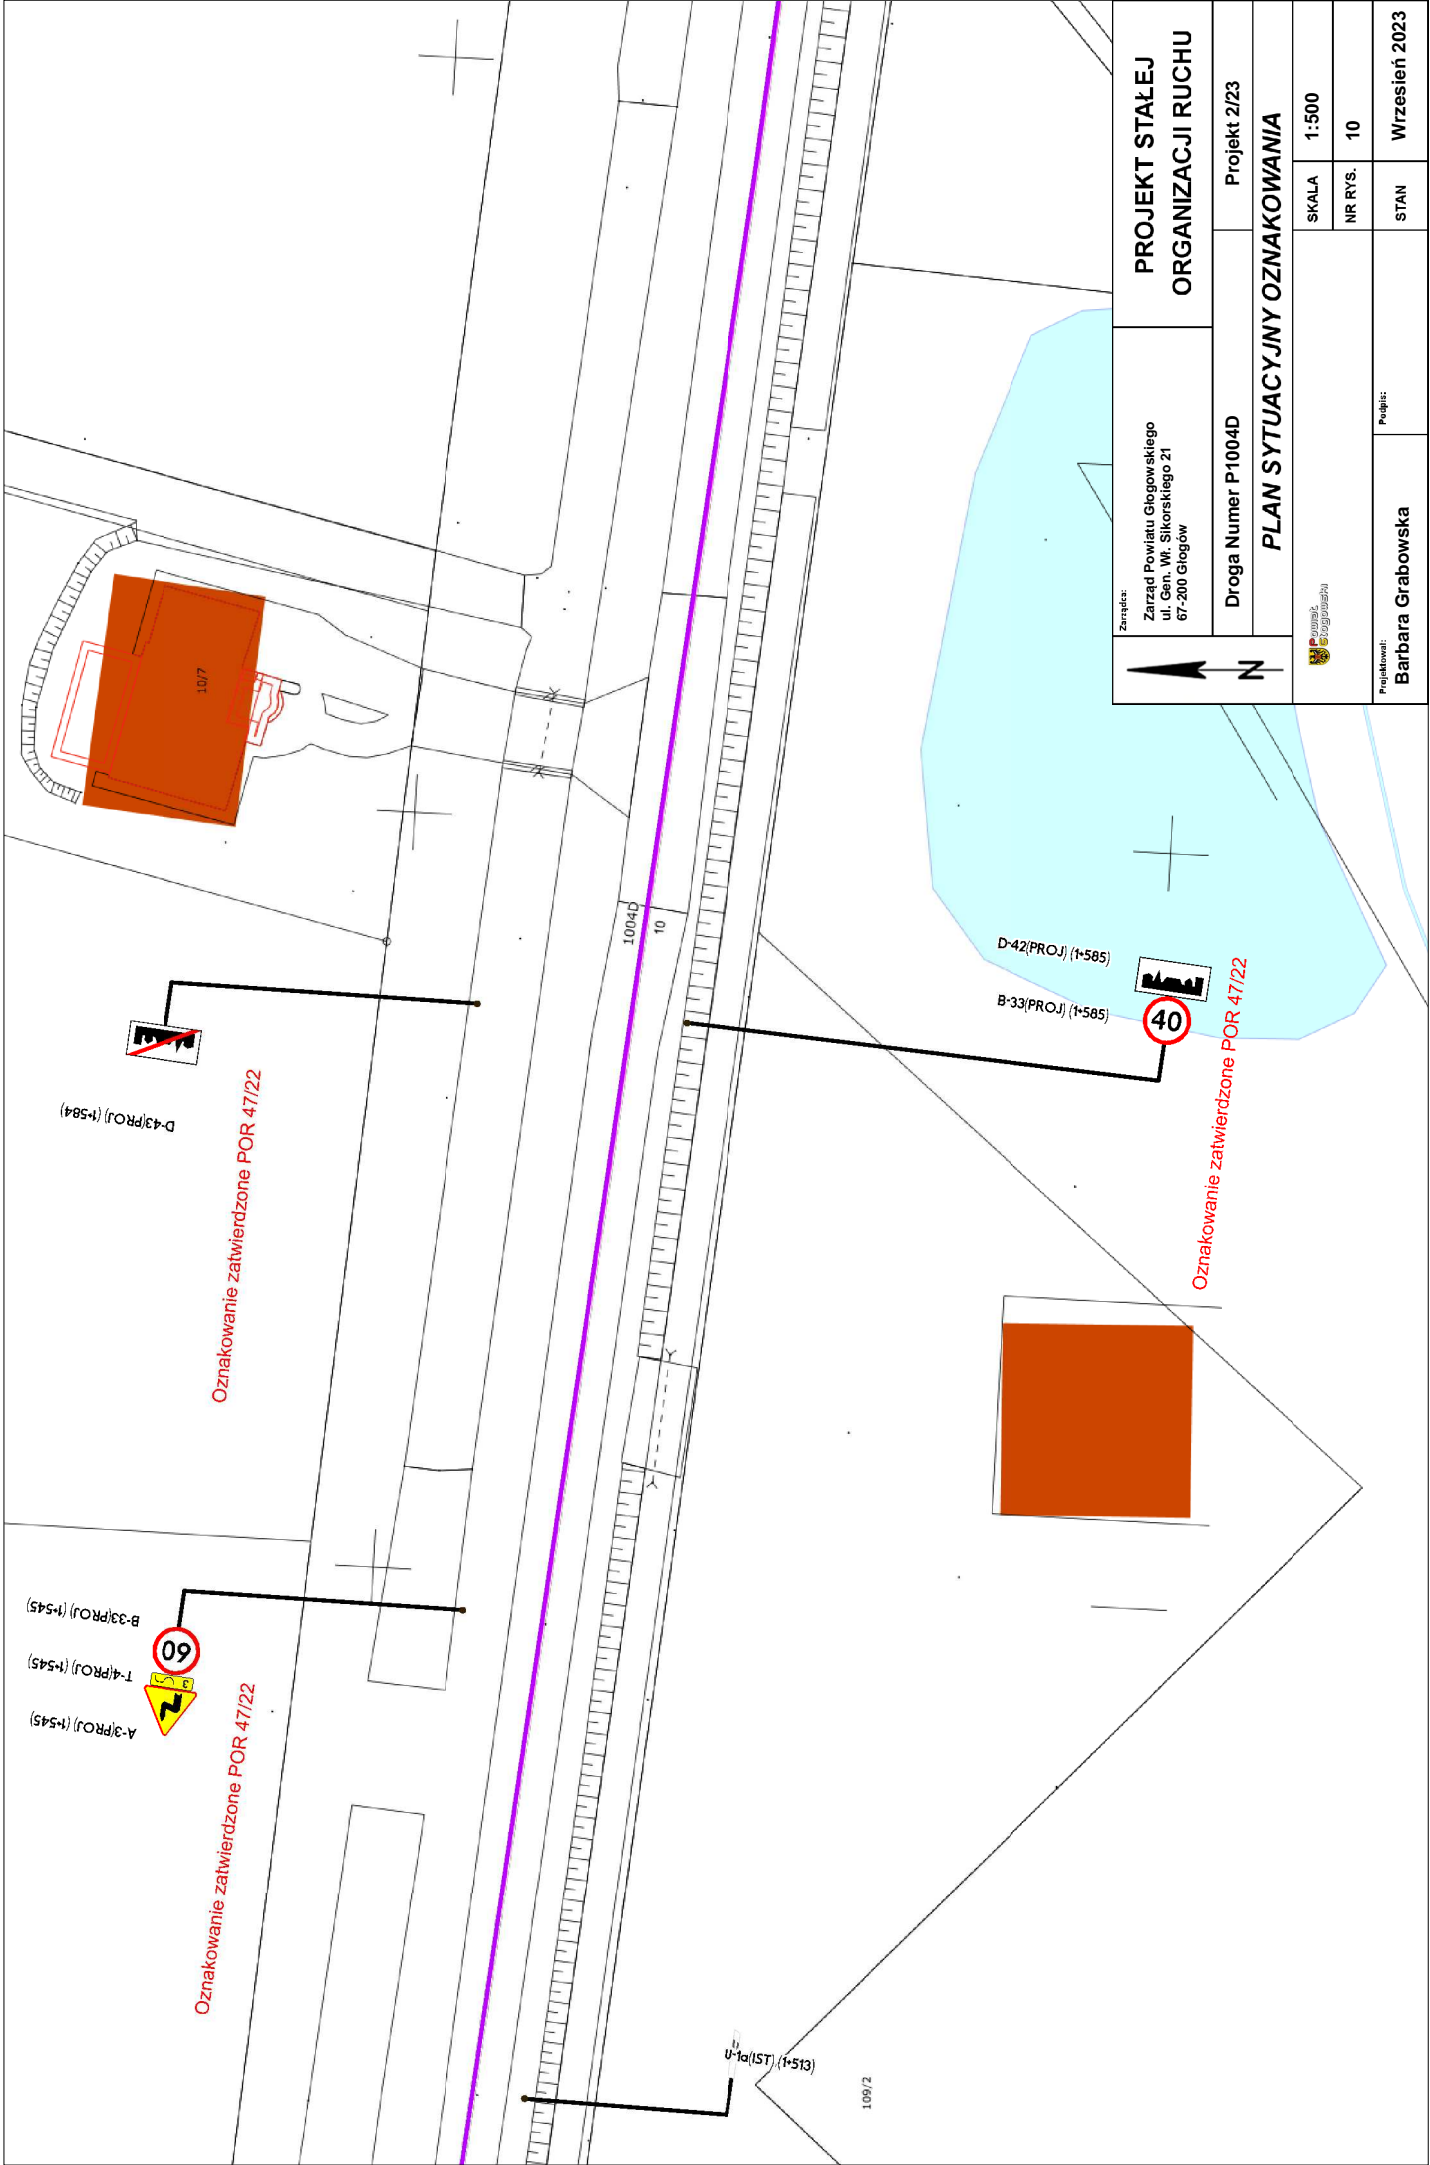 PROJEKT STAŁEJ
ORGANIZACJI RUCHU
Zarządca:
Zarząd Powiatu Głogowskiego
ul. Gen. Wł. Sikorskiego 21
67-200 Głogów
Droga Numer P1004D
Projekt 2/23
PLAN SYTUACYJNY OZNAKOWANIA
N
SKALA
1:500
NR RYS.
10
Powiat
Głogowski
Projektował:
Barbara Grabowska
Podpis:
STAN
Wrzesień 2023
10/7
1004D
10
D-42(PROJ) (1+585)
B-33(PROJ) (1+585)
40
Oznakowanie zatwierdzone POR 47/22
D-43(PROJ) (1+584)
Oznakowanie zatwierdzone POR 47/22
B-33(PROJ) (1+545)
60
T-4(PROJ) (1+545)
3
A-3(PROJ) (1+545)
Oznakowanie zatwierdzone POR 47/22
U-1a(IST) (1+513)
109/2